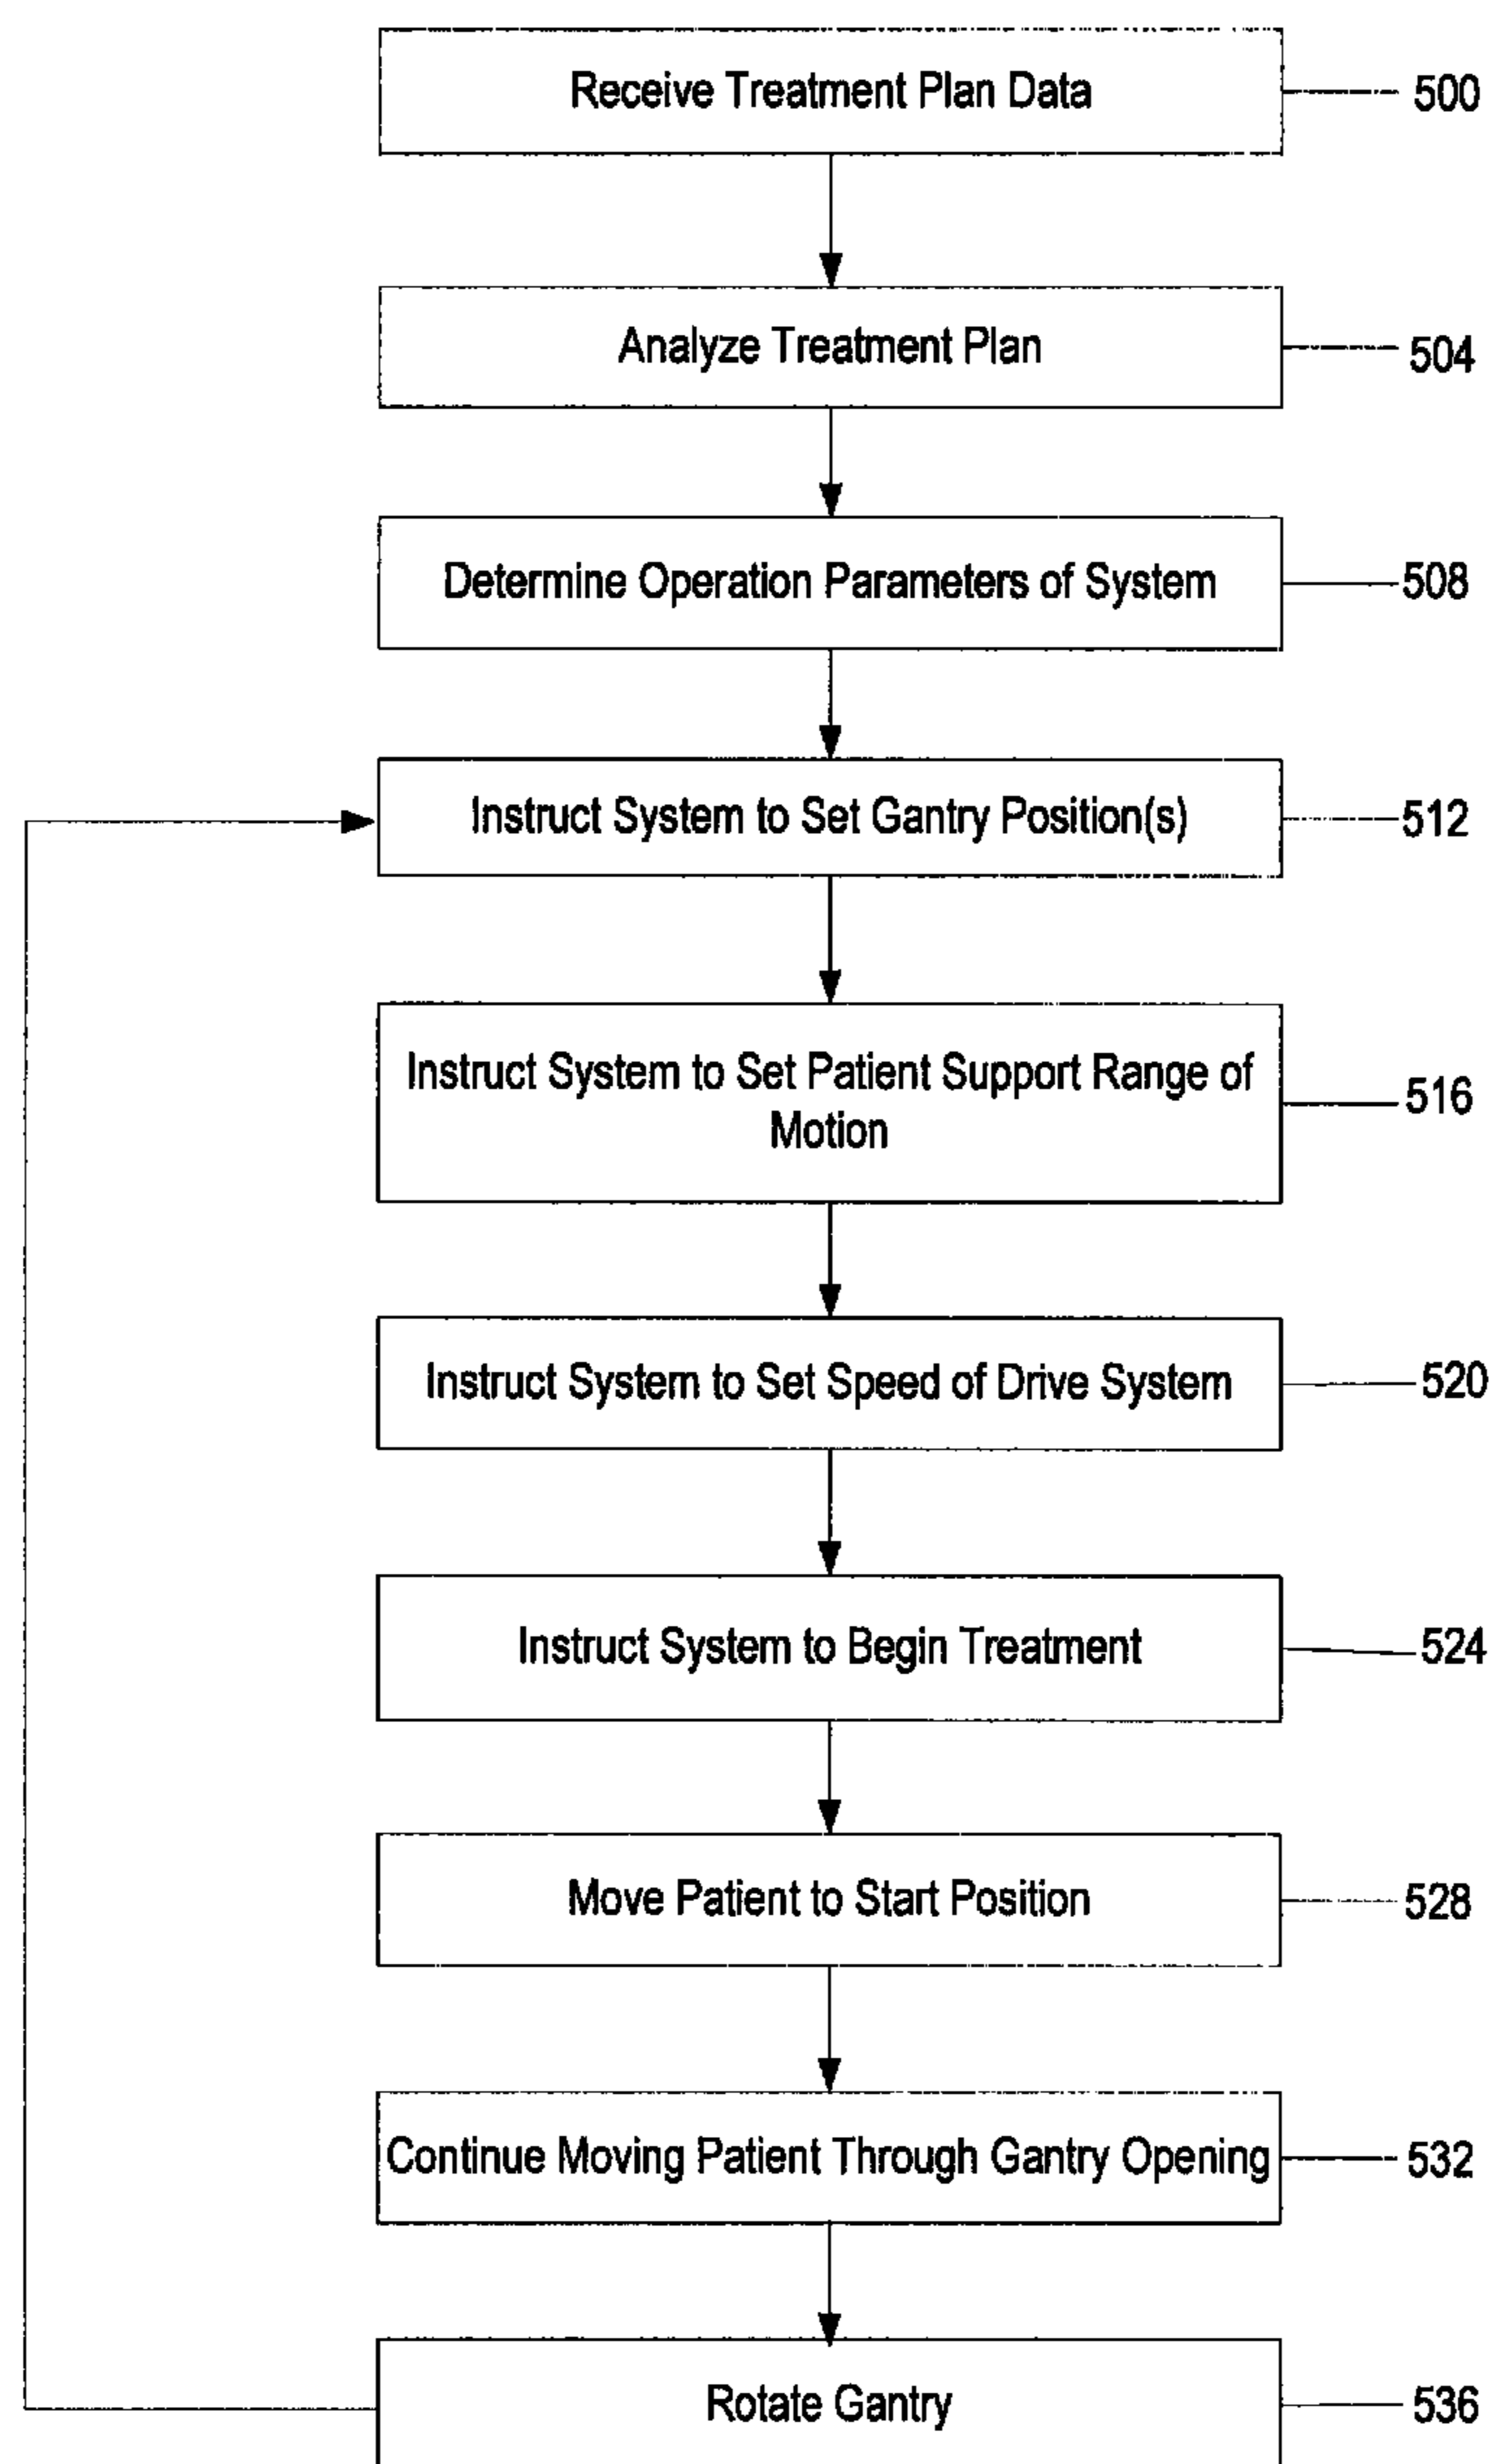 Receive Treatment Plan Data
500
Analyze Treatment Plan
504
Determine Operation Parameters of System
508
Instruct System to Set Gantry Position(s)
512
Instruct System to Set Patient Support Range of
Motion
516
Instruct System to Set Speed of Drive System
520
Instruct System to Begin Treatment
524
Move Patient to Start Position
528
Continue Moving Patient Through Gantry Opening
532
Rotate Gantry
536